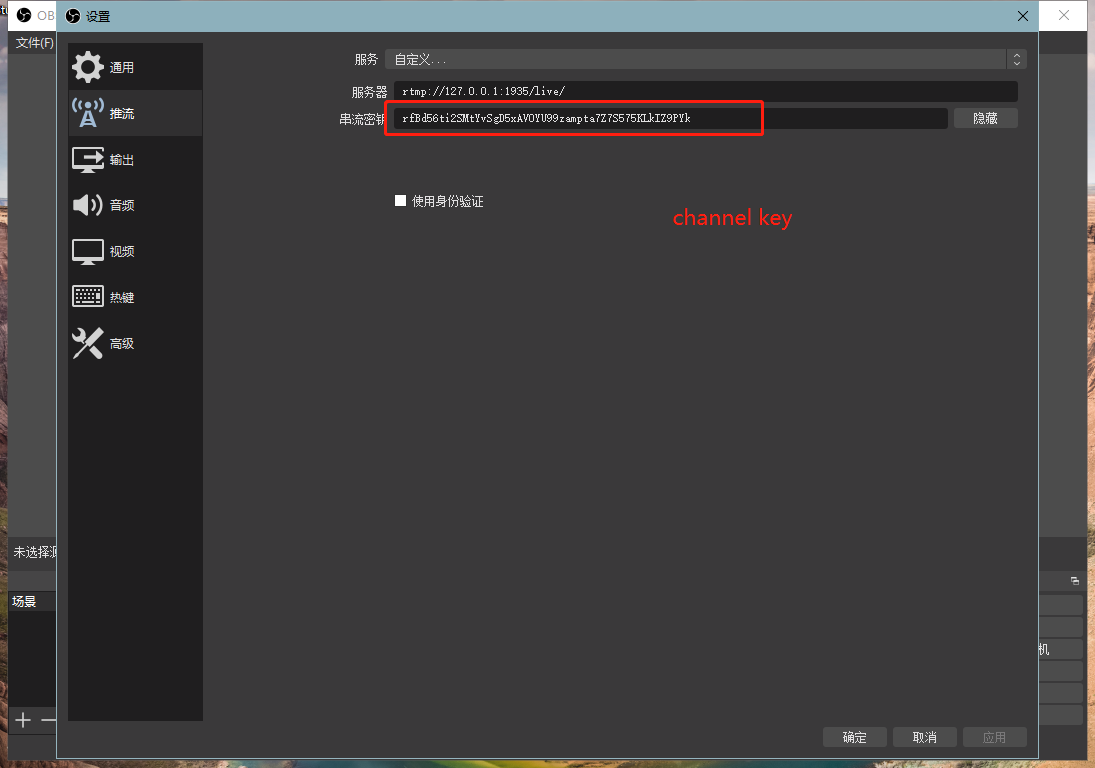 OB
设置
文件(F)
通用
推流
输出
音频
视频
热键
高级
服务 自定义...
服务器 rtmp://127.0.0.1:1935/live/
串流密钥 rfBd56ti2SMtYvSgD5xAVOYU99zampta7Z7S575KLkIZ9PYk 隐藏
使用身份验证
channel key
未选择源
场景
机
确定 取消 应用